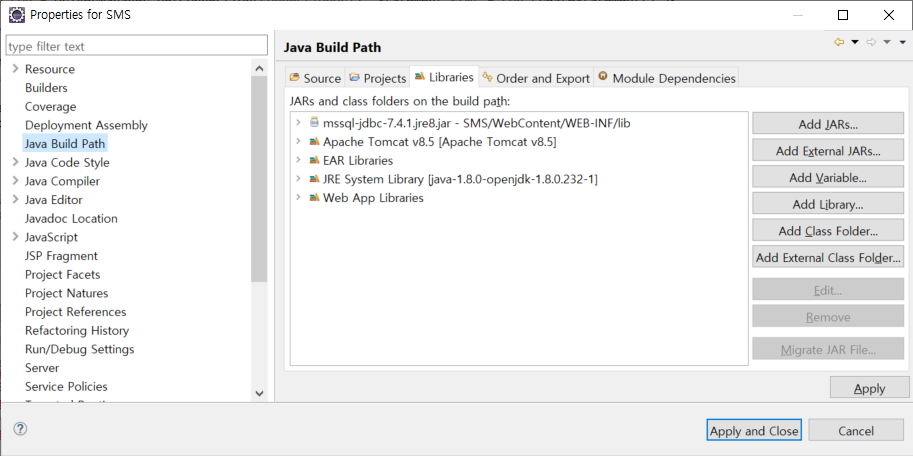 Properties for SMS
type filter text
Resource
Builders
Coverage
Deployment Assembly
Java Build Path
Java Code Style
Java Compiler
Java Editor
Javadoc Location
JavaScript
JSP Fragment
Project Facets
Project Natures
Project References
Refactoring History
Run/Debug Settings
Server
Service Policies
Java Build Path
Source
Projects
Libraries
Order and Export
Module Dependencies
JARs and class folders on the build path:
mssql-jdbc-7.4.1.jre8.jar - SMS/WebContent/WEB-INF/lib
Apache Tomcat v8.5 [Apache Tomcat v8.5]
EAR Libraries
JRE System Library [java-1.8.0-openjdk-1.8.0.232-1]
Web App Libraries
Add JARs...
Add External JARs...
Add Variable...
Add Library...
Add Class Folder...
Add External Class Folder...
Edit...
Remove
Migrate JAR File...
Apply
Apply and Close
Cancel